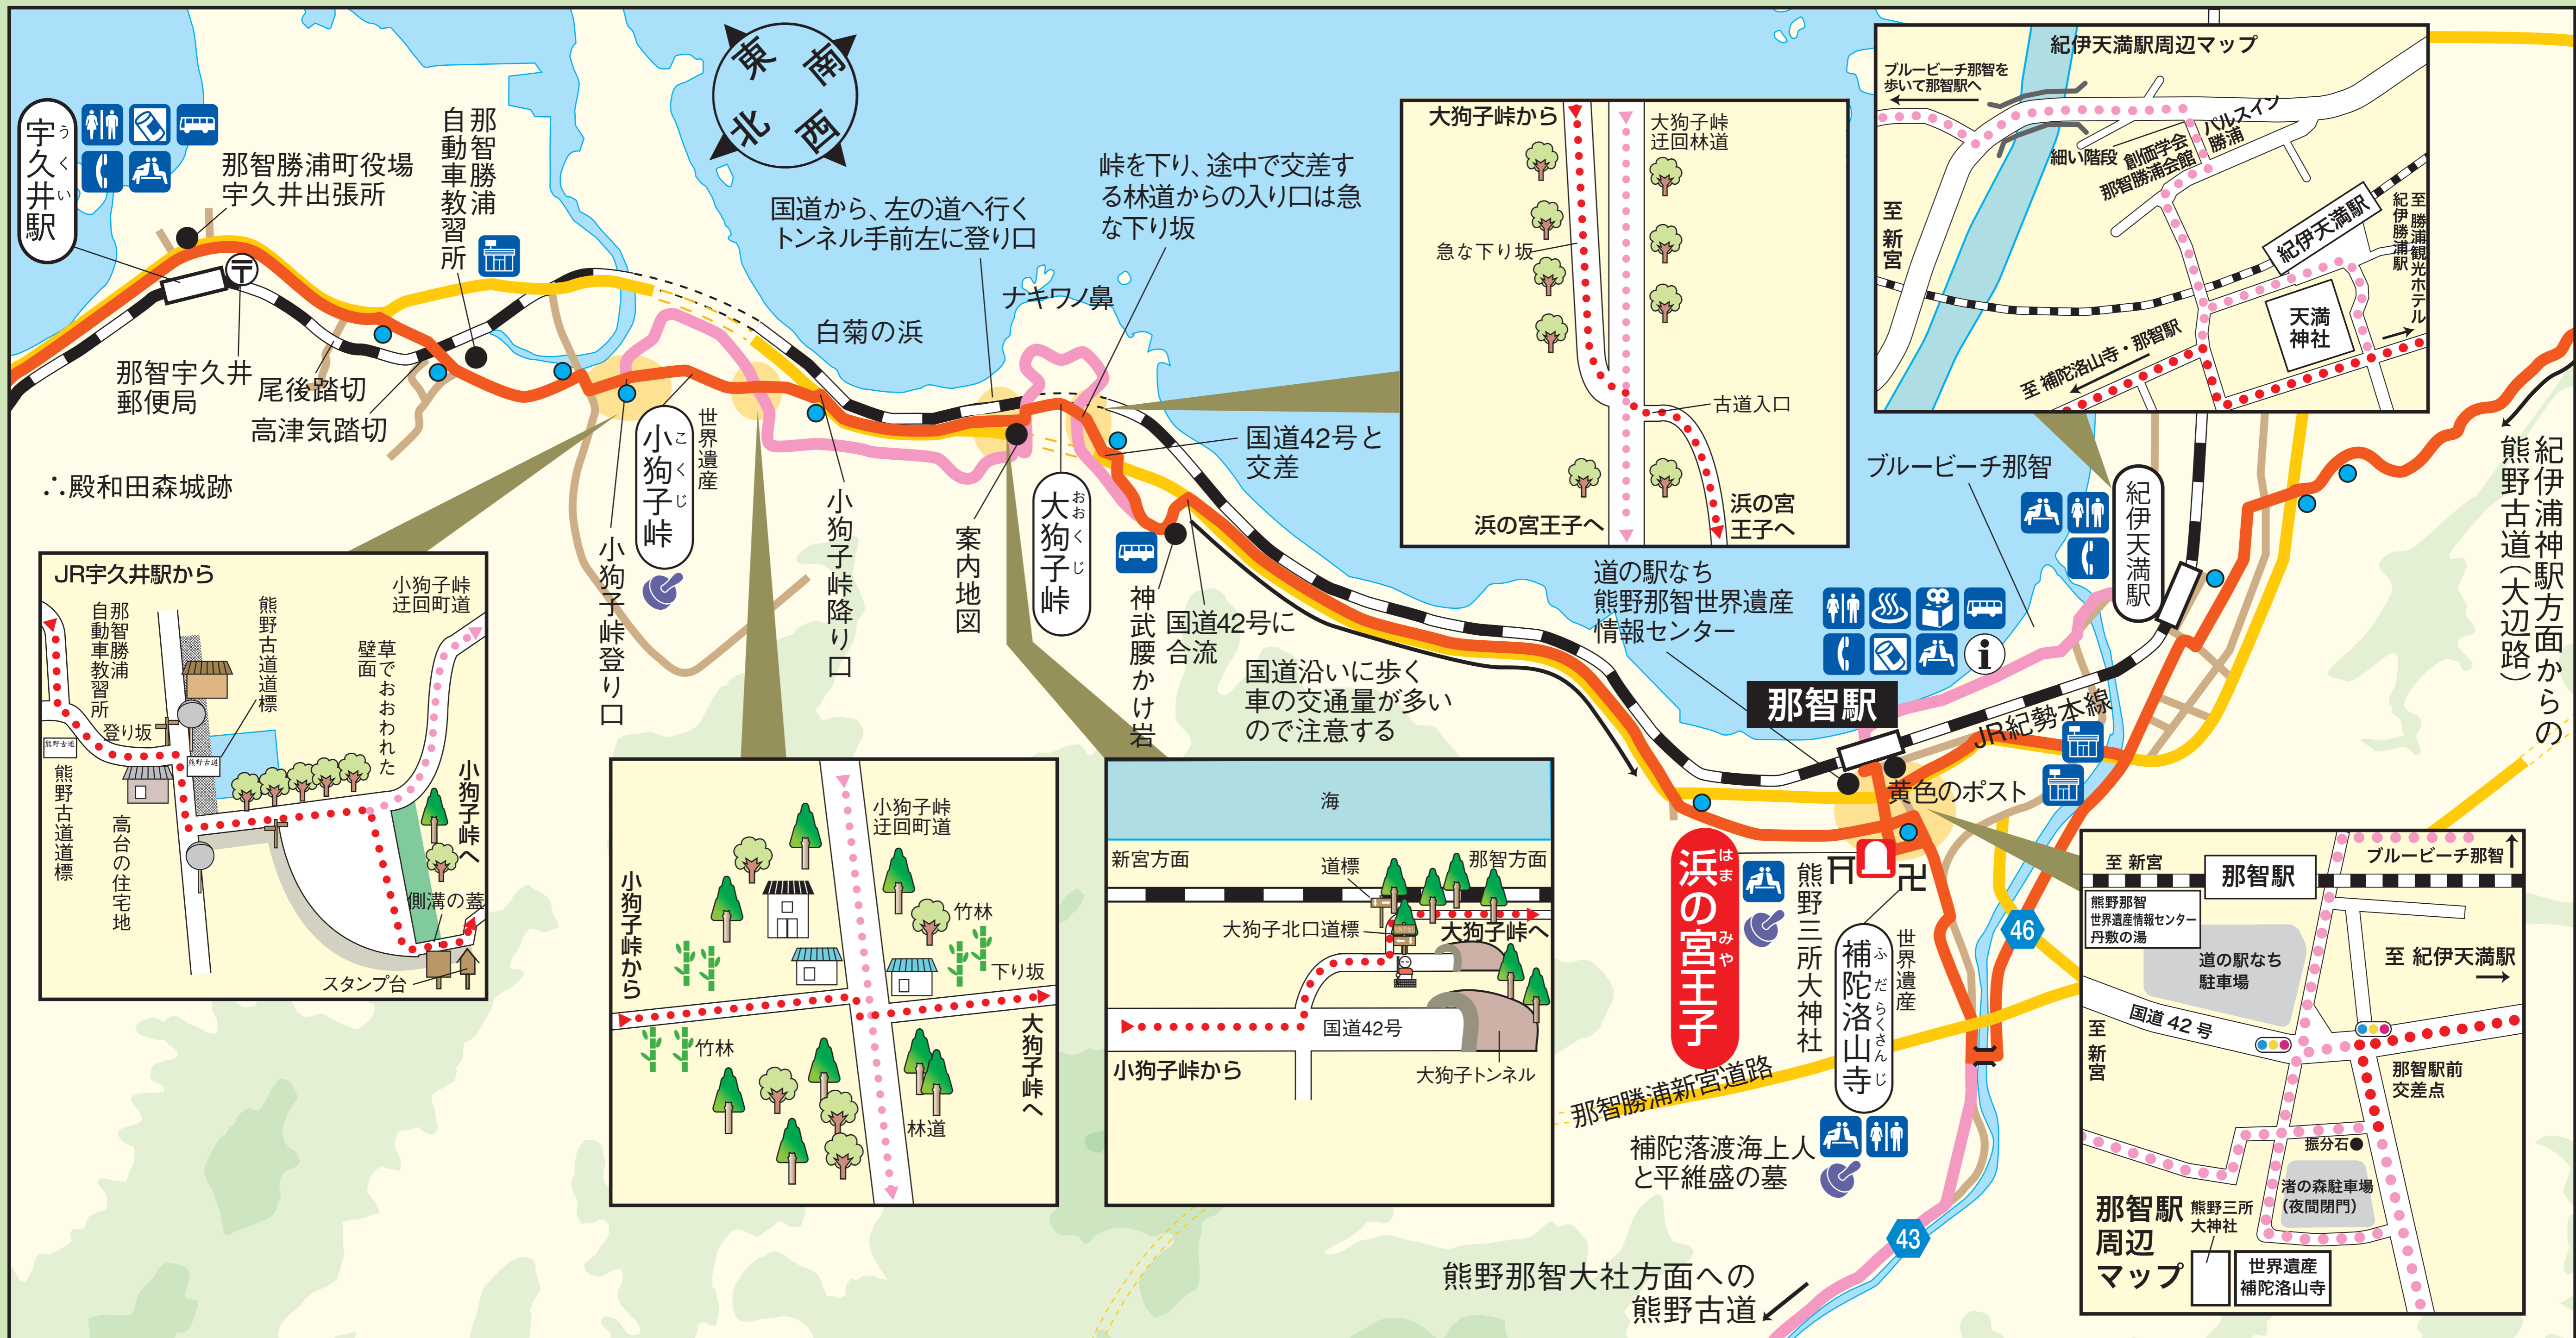 東
南
北
西
宇久井駅
うくい
那智勝浦町役場
宇久井出張所
那智勝浦
自動車教習所
国道から、左の道へ行く
トンネル手前左に登り口
峠を下り、途中で交差す
る林道からの入り口は急
な下り坂
ナキワノ鼻
白菊の浜
那智宇久井
郵便局
尾後踏切
高津気踏切
∴殿和田森城跡
世界遺産
小狗子峠
こくじ
小狗子峠登り口
小狗子峠降り口
案内地図
大狗子峠
おおくじ
国道42号と
交差
神武腰かけ岩
国道42号に
合流
国道沿いに歩く
車の交通量が多い
ので注意する
道の駅なち
熊野那智世界遺産
情報センター
ブルービーチ那智
紀伊天満駅
那智駅
JR紀勢本線
黄色のポスト
紀伊浦神駅方面からの
熊野古道(大辺路)
浜の宮王子
はまみや
熊野三所大神社
世界遺産
補陀洛山寺
ふだらくさんじ
46
43
那智勝浦新宮道路
補陀落渡海上人
と平維盛の墓
熊野那智大社方面への
熊野古道
JR宇久井駅から
那智勝浦
自動車教習所
熊野古道道標
小狗子峠
迂回町道
草でおおわれた
壁面
登り坂
熊野古道
熊野古道
熊野古道道標
高台の住宅地
小狗子峠へ
側溝の蓋
スタンプ台
小狗子峠
迂回町道
小狗子峠から
竹林
下り坂
竹林
大狗子峠へ
林道
海
新宮方面
道標
那智方面
大狗子北口道標
大狗子峠へ
国道42号
小狗子峠から
大狗子トンネル
大狗子峠から
大狗子峠
迂回林道
急な下り坂
古道入口
浜の宮王子へ
浜の宮
王子へ
紀伊天満駅周辺マップ
ブルービーチ那智を
歩いて那智駅へ
パルスイン
勝浦
細い階段
創価学会
那智勝浦会館
至 新宮
紀伊天満駅
至 勝浦観光ホテル
紀伊勝浦駅
天満
神社
至 補陀洛山寺・那智駅
至 新宮
那智駅
ブルービーチ那智
熊野那智
世界遺産情報センター
丹敷の湯
道の駅なち
駐車場
至 紀伊天満駅
国道 42 号
至 新宮
那智駅前
交差点
振分石
渚の森駐車場
(夜間閉門)
那智駅
周辺
マップ
熊野三所
大神社
世界遺産
補陀洛山寺